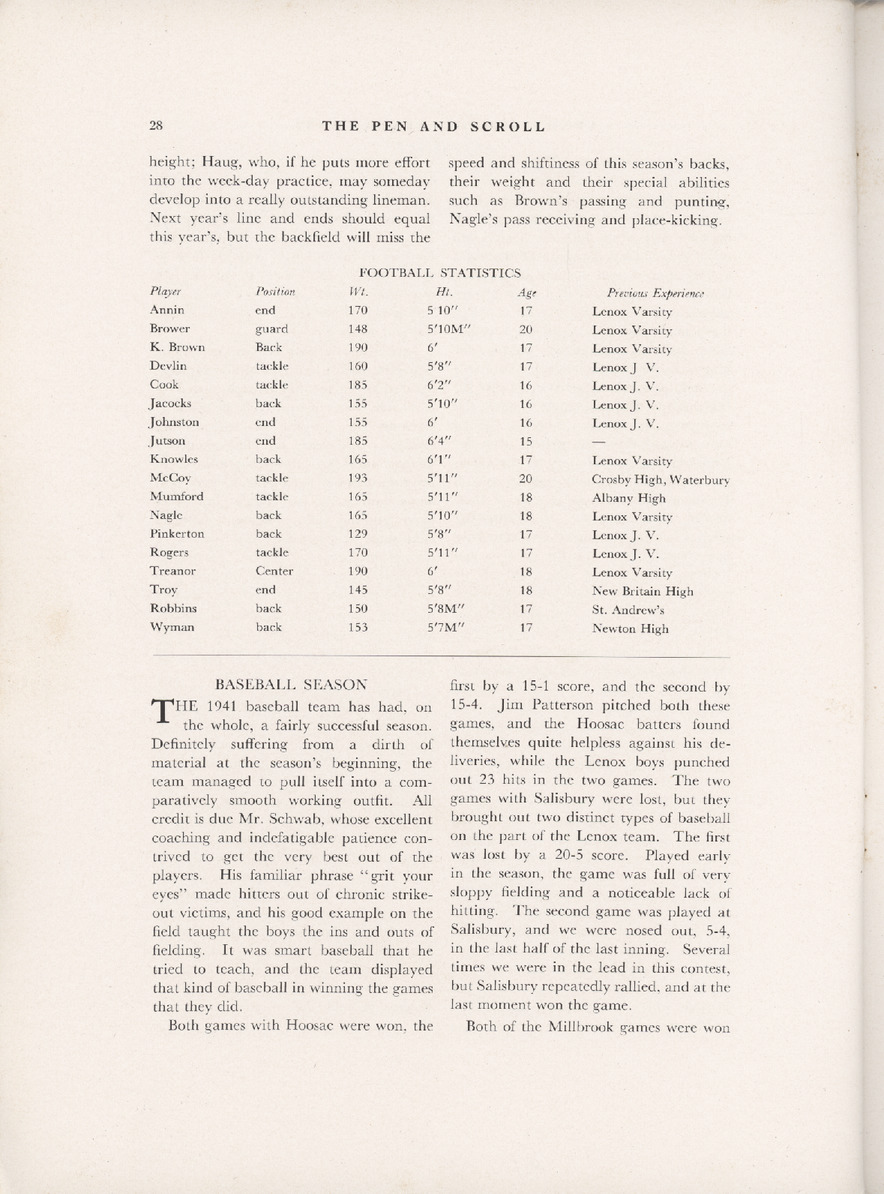 28
THE PEN AND SCROLL
height; Haug, who, if he puts more effort
into the week-day practice, may someday
develop into a really outstanding lineman.
Next year's line and ends should equal
this year's, but the backfield will miss the
speed and shiftiness of this season's backs,
their weight and their special abilities
such as Brown's passing and punting,
Nagle's pass receiving and place-kicking.
FOOTBALL STATISTICS
Player Position Wt. Ht. Age Previous Experience
Annin end 170 5 10″ 17 Lenox Varsity
Brower guard 148 5′10M″ 20 Lenox Varsity
K. Brown Back 190 6′ 17 Lenox Varsity
Devlin tackle 160 5′8″ 17 Lenox J V.
Cook tackle 185 6′2″ 16 Lenox J. V.
Jacocks back 155 5′10″ 16 Lenox J. V.
Johnston end 155 6′ 16 Lenox J. V.
Jutson end 185 6′4″ 15 —
Knowles back 165 6′1″ 17 Lenox Varsity
McCoy tackle 193 5′11″ 20 Crosby High, Waterbury
Mumford tackle 165 5′11″ 18 Albany High
Nagle back 165 5′10″ 18 Lenox Varsity
Pinkerton back 129 5′8″ 17 Lenox J. V.
Rogers tackle 170 5′11″ 17 Lenox J. V.
Treanor Center 190 6′ 18 Lenox Varsity
Troy end 145 5′8″ 18 New Britain High
Robbins back 150 5′8M″ 17 St. Andrew's
Wyman back 153 5′7M″ 17 Newton High
BASEBALL SEASON
THE 1941 baseball team has had, on
the whole, a fairly successful season.
Definitely suffering from a dirth of
material at the season's beginning, the
team managed to pull itself into a com-
paratively smooth working outfit. All
credit is due Mr. Schwab, whose excellent
coaching and indefatigable patience con-
trived to get the very best out of the
players. His familiar phrase "grit your
eyes" made hitters out of chronic strike-
out victims, and his good example on the
field taught the boys the ins and outs of
fielding. It was smart baseball that he
tried to teach, and the team displayed
that kind of baseball in winning the games
that they did.
Both games with Hoosac were won, the
first by a 15-1 score, and the second by
15-4. Jim Patterson pitched both these
games, and the Hoosac batters found
themselves quite helpless against his de-
liveries, while the Lenox boys punched
out 23 hits in the two games. The two
games with Salisbury were lost, but they
brought out two distinct types of baseball
on the part of the Lenox team. The first
was lost by a 20-5 score. Played early
in the season, the game was full of very
sloppy fielding and a noticeable lack of
hitting. The second game was played at
Salisbury, and we were nosed out, 5-4,
in the last half of the last inning. Several
times we were in the lead in this contest,
but Salisbury repeatedly rallied, and at the
last moment won the game.
Both of the Millbrook games were won